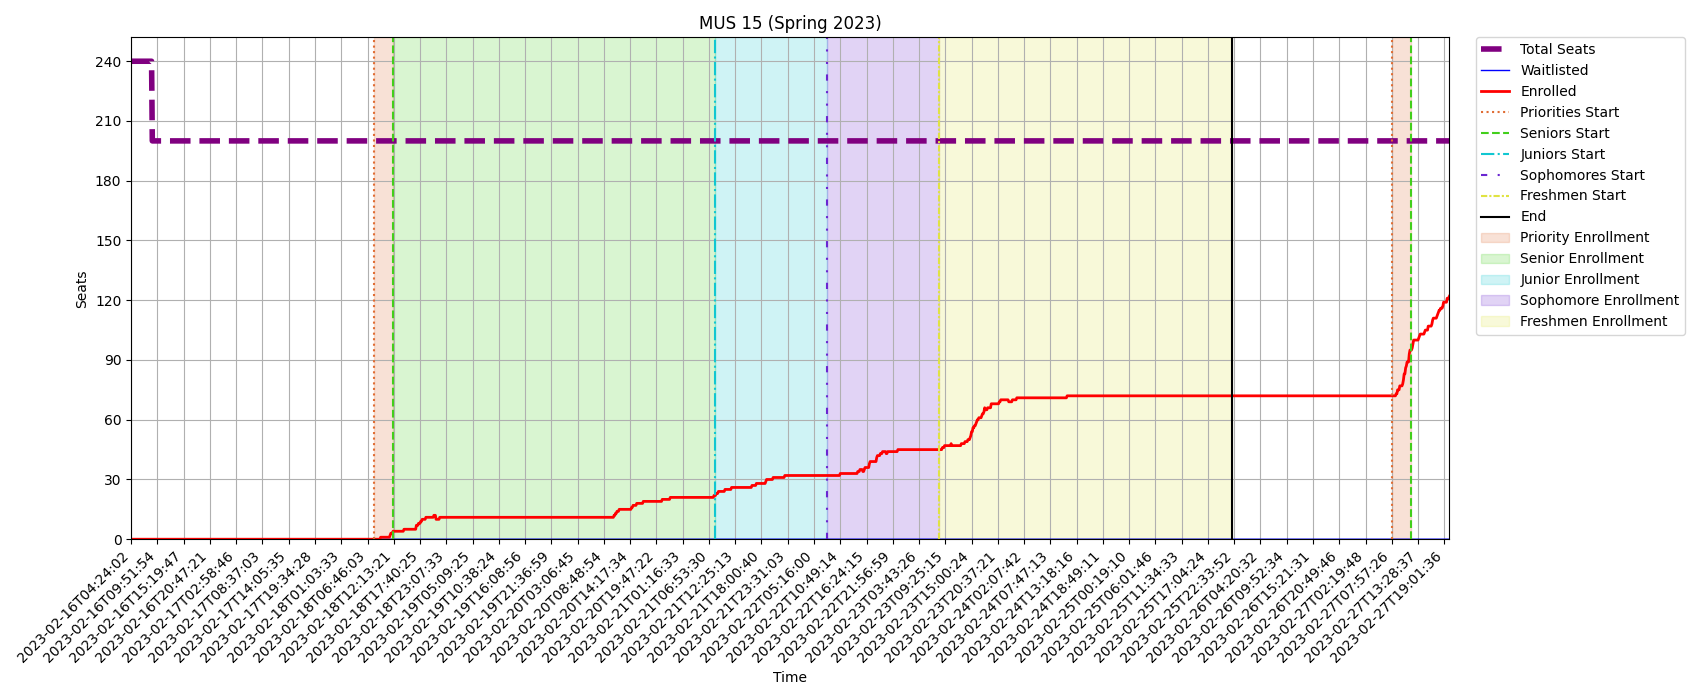 MUS 15 (Spring 2023)
Seats
240
210
180
150
120
90
60
30
0
2023-02-16T04:24:02
2023-02-16T09:51:54
2023-02-16T15:19:47
2023-02-16T20:47:21
2023-02-17T02:58:46
2023-02-17T08:37:03
2023-02-17T14:05:35
2023-02-17T19:34:28
2023-02-18T01:03:33
2023-02-18T06:46:03
2023-02-18T12:13:21
2023-02-18T17:40:25
2023-02-18T23:07:33
2023-02-19T05:09:25
2023-02-19T10:38:24
2023-02-19T16:08:56
2023-02-19T21:36:59
2023-02-20T03:06:45
2023-02-20T08:48:54
2023-02-20T14:17:34
2023-02-20T19:47:22
2023-02-21T01:16:33
2023-02-21T06:53:30
2023-02-21T12:25:13
2023-02-21T18:00:40
2023-02-21T23:31:03
2023-02-22T05:16:00
2023-02-22T10:49:14
2023-02-22T16:24:15
2023-02-22T21:56:59
2023-02-23T03:43:26
2023-02-23T09:25:15
2023-02-23T15:00:24
2023-02-23T20:37:21
2023-02-24T02:07:42
2023-02-24T07:47:13
2023-02-24T13:18:16
2023-02-24T18:49:11
2023-02-25T00:19:10
2023-02-25T06:01:46
2023-02-25T11:34:33
2023-02-25T17:04:24
2023-02-25T22:33:52
2023-02-26T04:20:32
2023-02-26T09:52:34
2023-02-26T15:21:31
2023-02-26T20:49:46
2023-02-27T02:19:48
2023-02-27T07:57:26
2023-02-27T13:28:37
2023-02-27T19:01:36
Time
Total Seats
Waitlisted
Enrolled
Priorities Start
Seniors Start
Juniors Start
Sophomores Start
Freshmen Start
End
Priority Enrollment
Senior Enrollment
Junior Enrollment
Sophomore Enrollment
Freshmen Enrollment